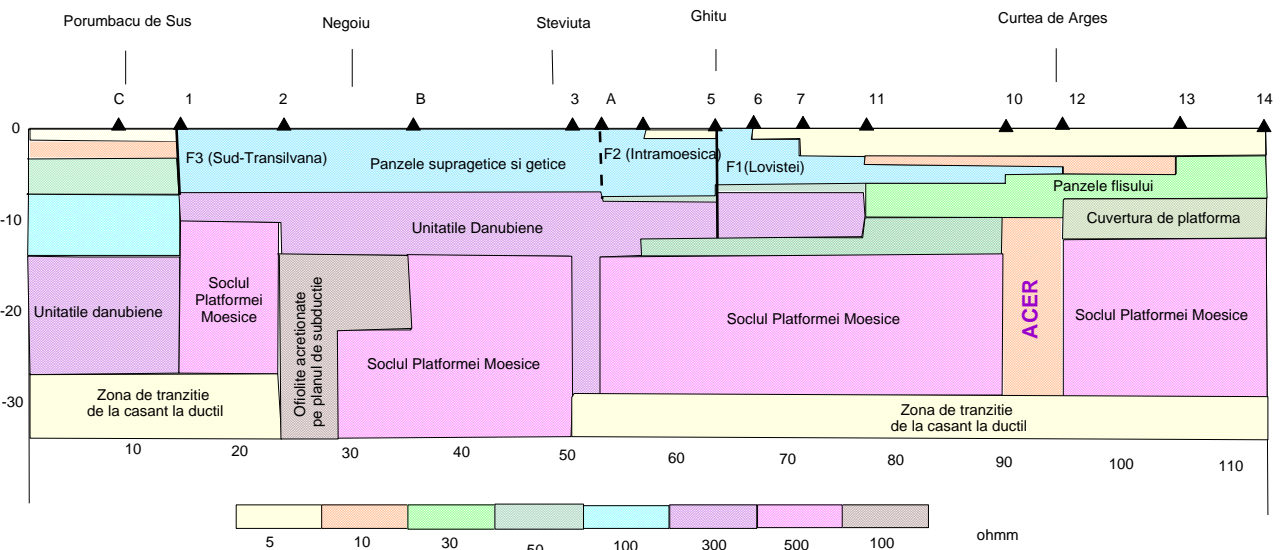 Porumbacu de Sus Negoiu Steviuta Ghitu Curtea de Arges
C 1 2 B 3 A 5 6 7 11 10 12 13 14
0
F3 (Sud-Transilvana) Panzele supragetice si getice F2 (Intramoesica) F1(Lovistei)
Panzele flisului
-10
Unitatile Danubiene
Cuvertura de platforma
Unitatile danubiene
Soclul
Platformei
Moesice
-20
Ofiolite acretionate
pe planul de subductie
Soclul Platformei Moesice
Soclul Platformei Moesice
ACER
Soclul Platformei Moesice
-30
Zona de tranzitie
de la casant la ductil
Zona de tranzitie
de la casant la ductil
10 20 30 40 50 60 70 80 90 100 110
5 10 30 50 100 300 500 100 ohmm